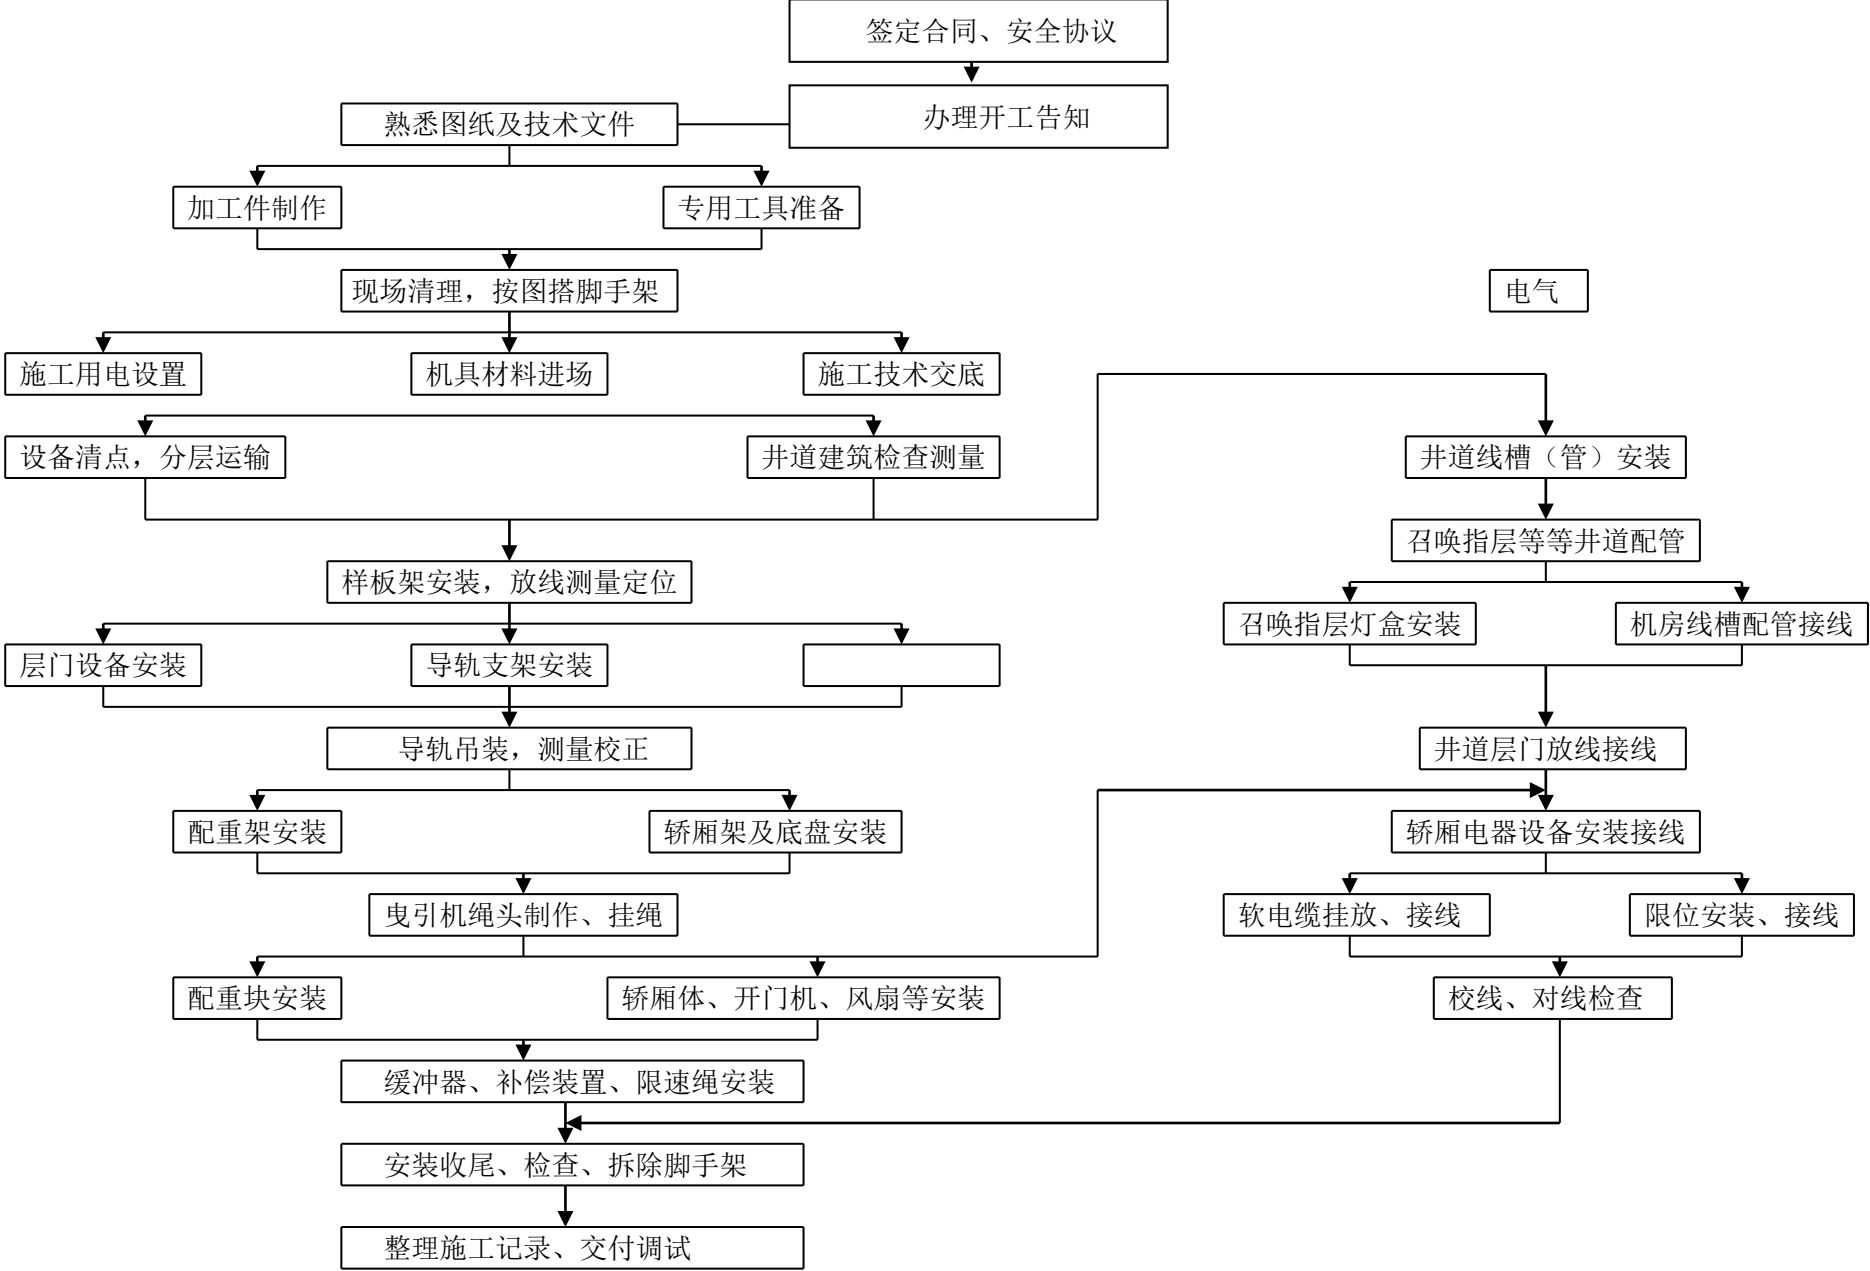 签定合同、安全协议
办理开工告知
熟悉图纸及技术文件
加工件制作
专用工具准备
现场清理，按图搭脚手架
电气
施工用电设置
机具材料进场
施工技术交底
设备清点，分层运输
井道建筑检查测量
井道线槽（管）安装
召唤指层等等井道配管
样板架安装，放线测量定位
召唤指层灯盒安装
机房线槽配管接线
层门设备安装
导轨支架安装
导轨吊装，测量校正
井道层门放线接线
配重架安装
轿厢架及底盘安装
轿厢电器设备安装接线
曳引机绳头制作、挂绳
软电缆挂放、接线
限位安装、接线
配重块安装
轿厢体、开门机、风扇等安装
校线、对线检查
缓冲器、补偿装置、限速绳安装
安装收尾、检查、拆除脚手架
整理施工记录、交付调试